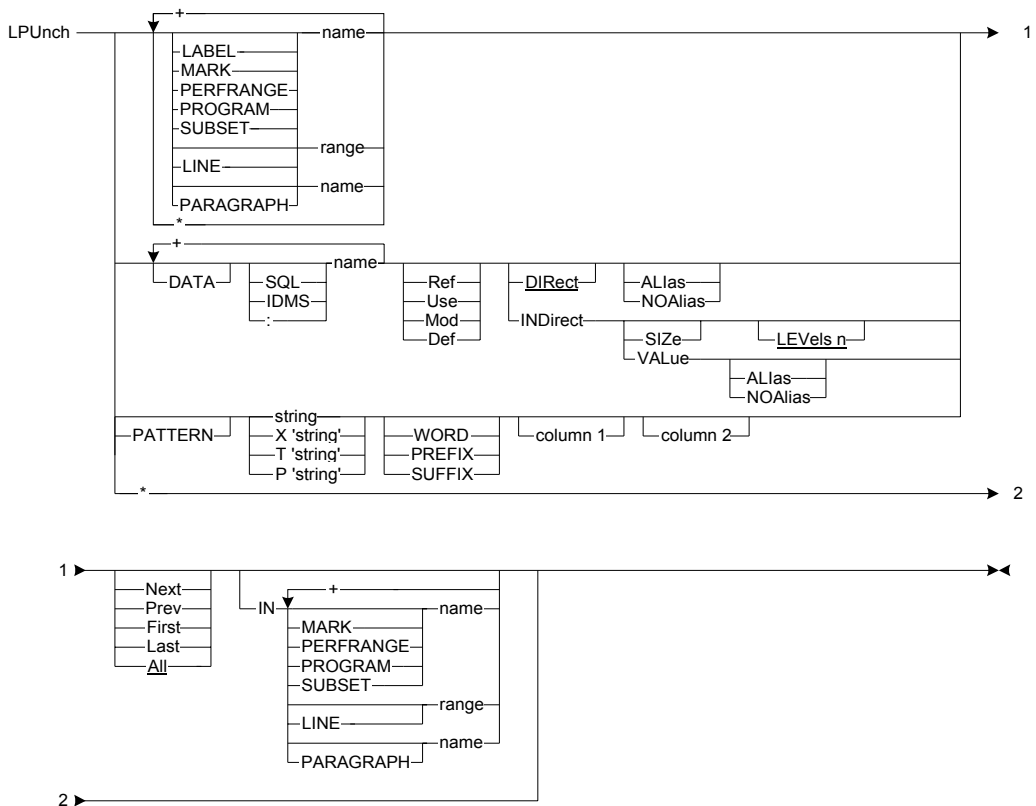 +
LPUnch name 1
LABEL
MARK
PERFRANGE
PROGRAM
SUBSET
range
LINE
name
PARAGRAPH
*
+
name
DATA SQL Ref DIRect ALIas
IDMS Use NOAlias
: Mod INDirect
Def SIZe LEVels n
VALue
ALIas
NOAlias
string
PATTERN X 'string' WORD column 1 column 2
T 'string' PREFIX
P 'string' SUFFIX
* 2
1
Next +
Prev IN name
First MARK
Last PERFRANGE
All PROGRAM
SUBSET
range
LINE
name
PARAGRAPH
2